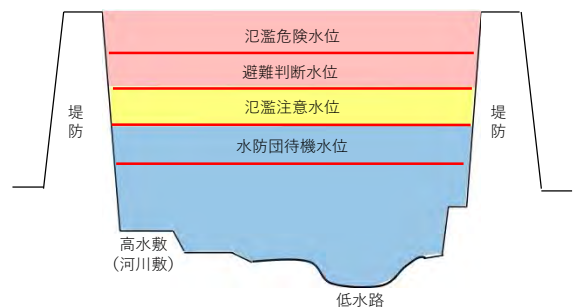 氾濫危険水位
避難判断水位
氾濫注意水位
水防団待機水位
堤防
堤防
高水敷
（河川敷）
低水路